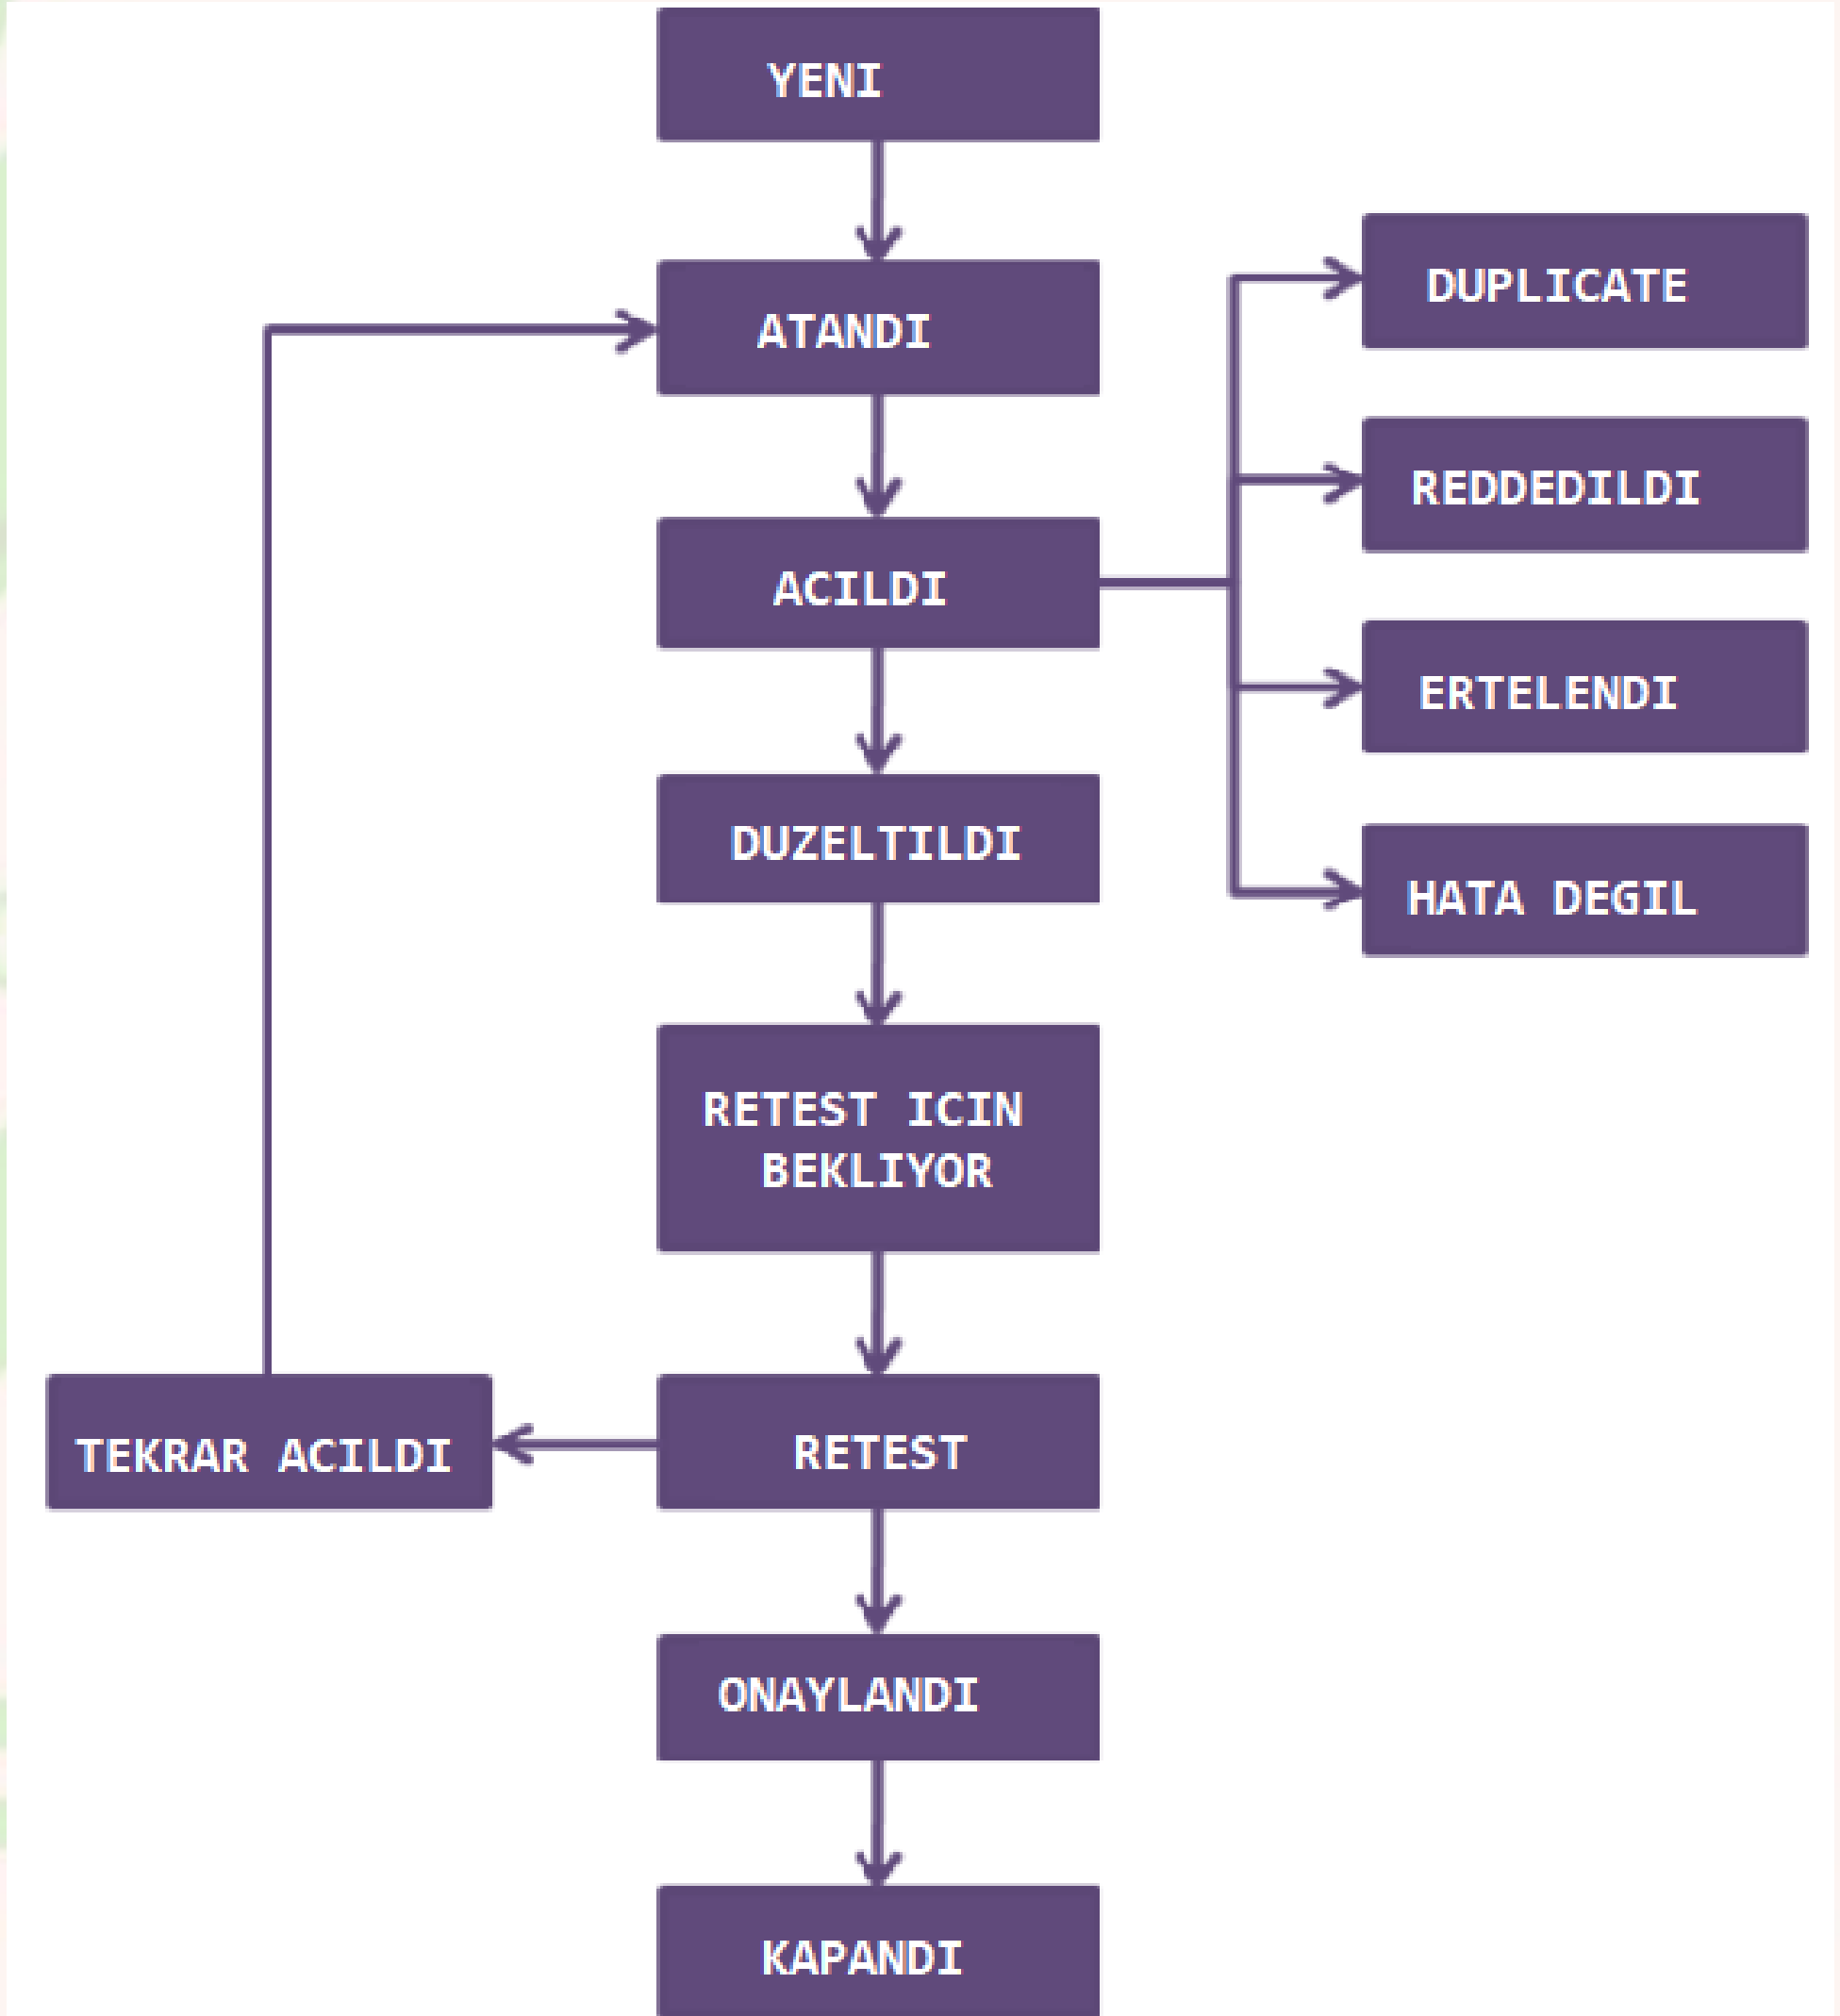 YENI
ATANDI
DUPLICATE
REDDEDILDI
ACILDI
ERTELENDI
DUZELTILDI
HATA DEGIL
RETEST ICIN
BEKLIYOR
TEKRAR ACILDI
RETEST
ONAYLANDI
KAPANDI